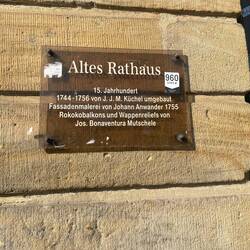 Altes Rathaus
960
15. Jahrhundert
1744-1756 von J. J. M. Küchel umgebaut
Fassadenmalerei von Johann Anwander 1755
Rokokobalkons und Wappenreliefs von
Jos. Bonaventura Mutschele